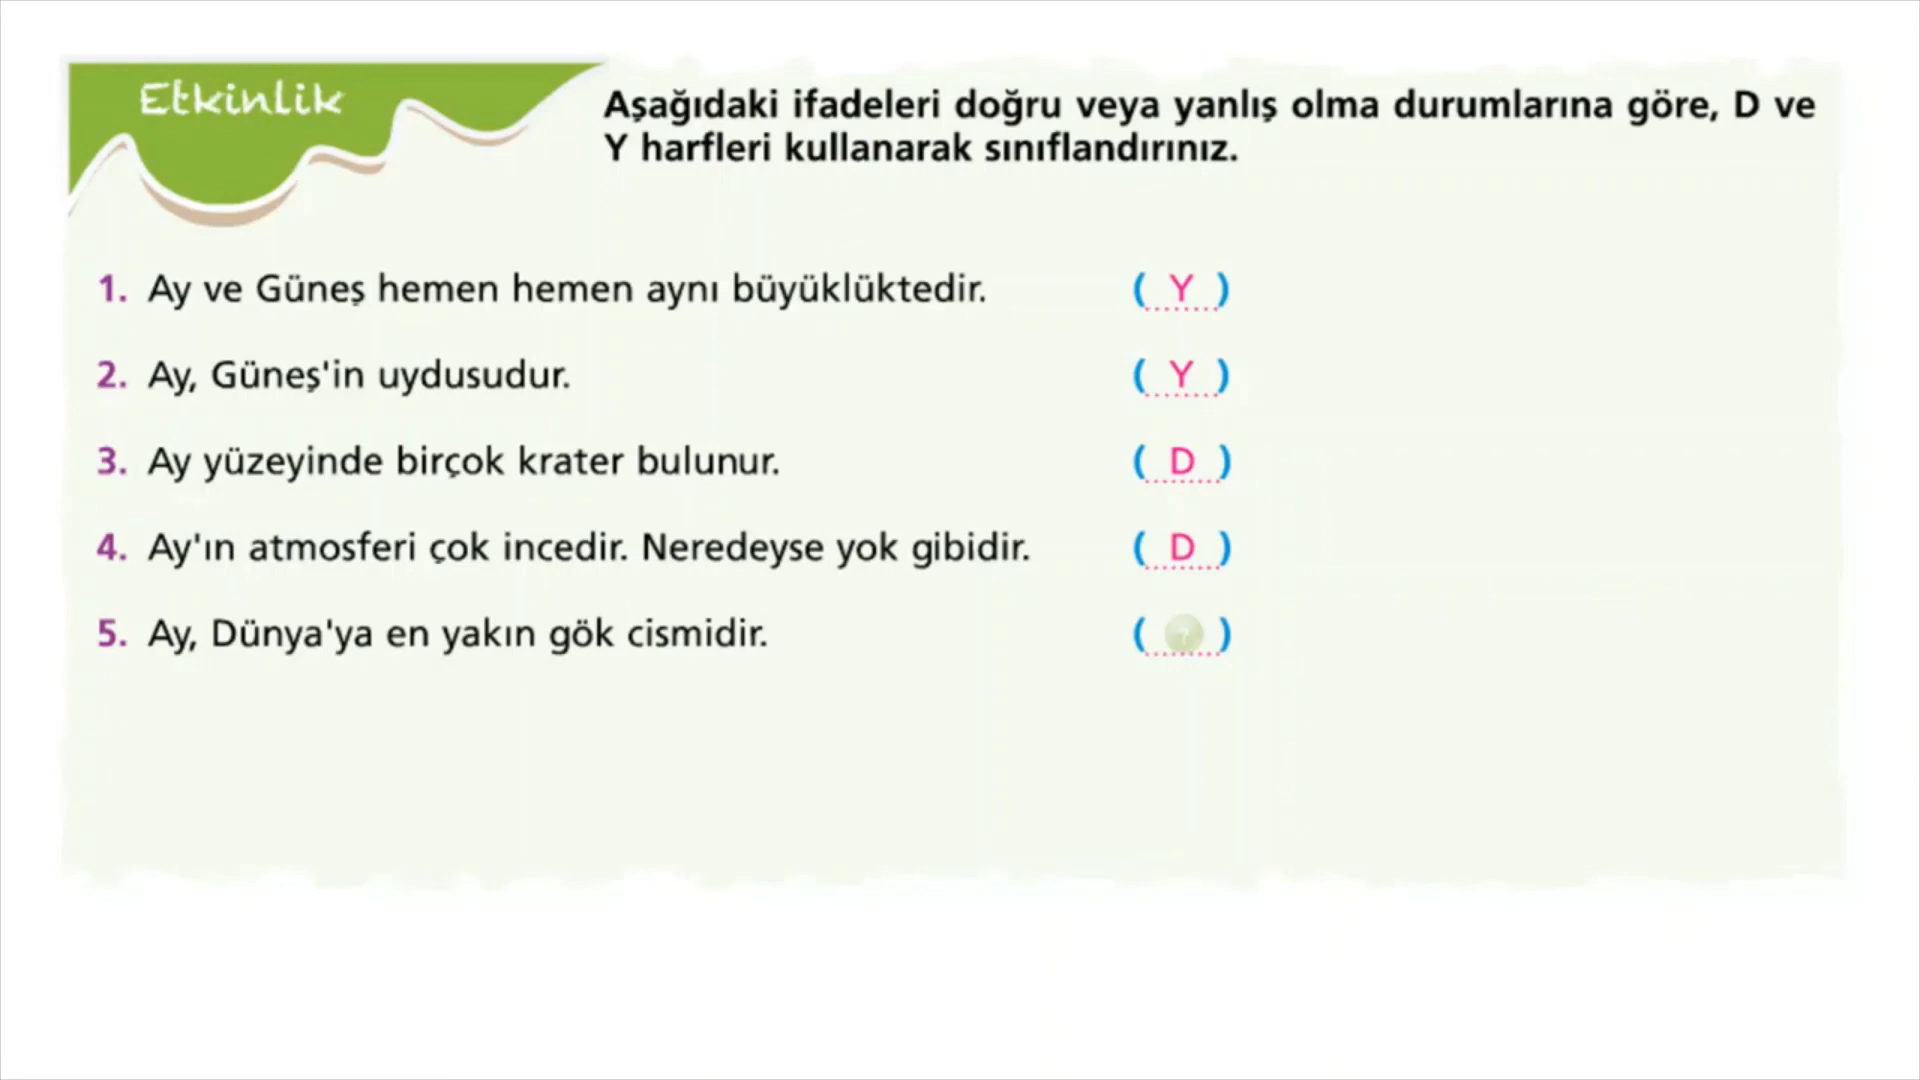 Etkinlik
Aşağıdaki ifadeleri doğru veya yanlış olma durumlarına göre, D ve
Y harfleri kullanarak sınıflandırınız.
1. Ay ve Güneş hemen hemen aynı büyüklüktedir. ( Y )
2. Ay, Güneş'in uydusudur. ( Y )
3. Ay yüzeyinde birçok krater bulunur. ( D )
4. Ay'ın atmosferi çok incedir. Neredeyse yok gibidir. ( D )
5. Ay, Dünya'ya en yakın gök cismidir. ( ? )